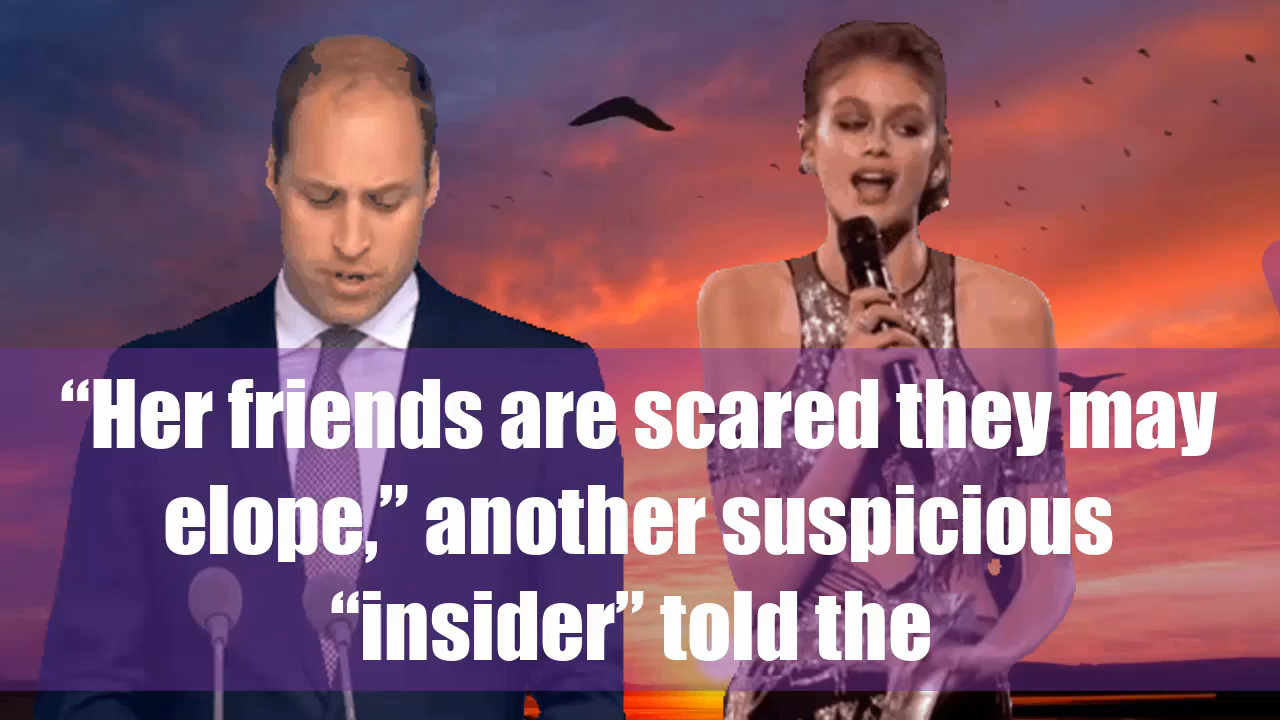 “Her friends are scared they may
elope,” another suspicious
“insider” told the